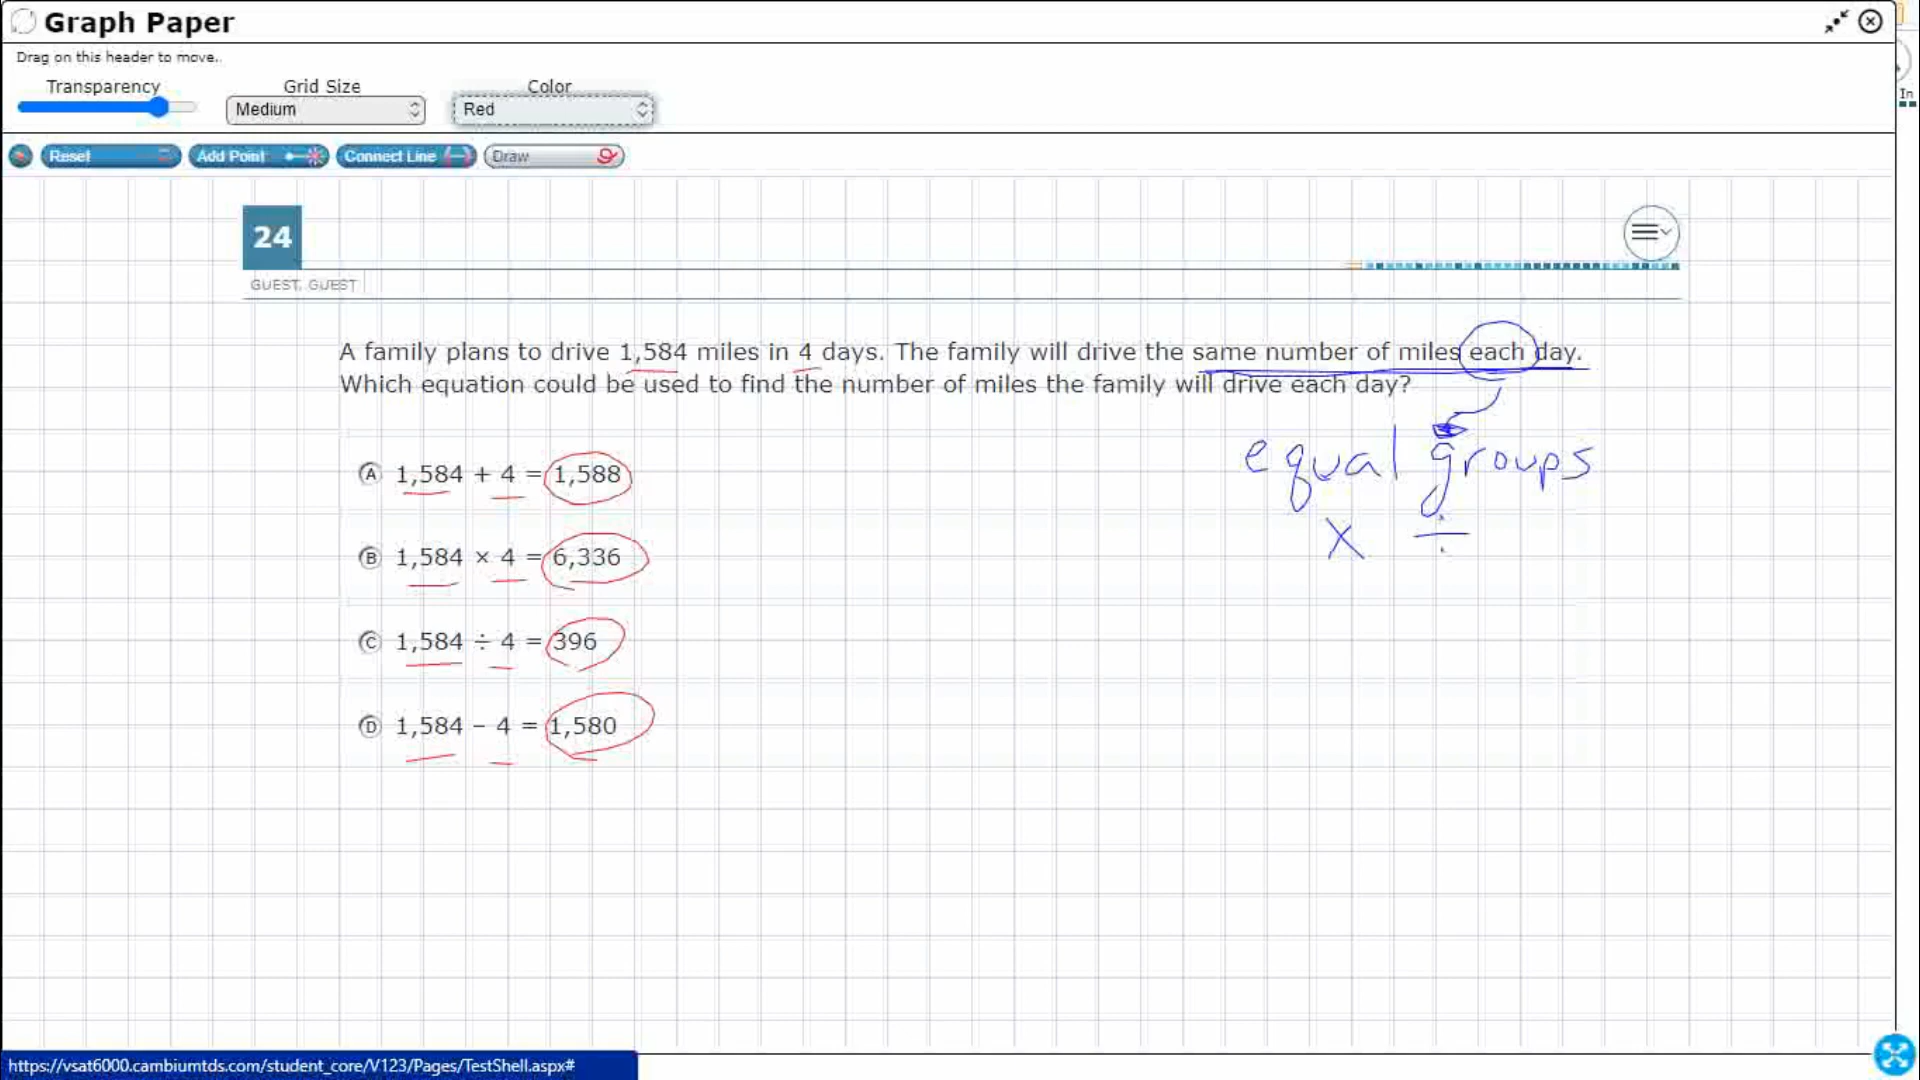 Graph Paper
Drag on this header to move..
Transparency Grid Size Color
Medium Red
In
Reset Add Point Connect Line Draw
24
GUEST, GUEST
A family plans to drive 1,584 miles in 4 days. The family will drive the same number of miles each day.
Which equation could be used to find the number of miles the family will drive each day?
equal groups
× ÷
A 1,584 + 4 = 1,588
B 1,584 × 4 = 6,336
C 1,584 ÷ 4 = 396
D 1,584 – 4 = 1,580
https://vsat6000.cambiumtds.com/student_core/V123/Pages/TestShell.aspx#